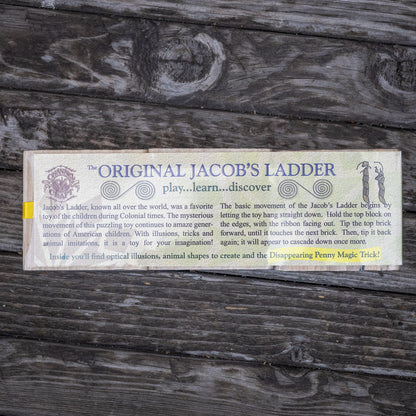 The ORIGINAL JACOB'S LADDER
play...learn...discover
Jacob's Ladder, known all over the world, was a favorite
toy of the children during Colonial times. The mysterious
movement of this puzzling toy continues to amaze gener-
ations of American children. With illusions, tricks and
animal imitations, it is a toy for your imagination!
The basic movement of the Jacob's Ladder begins by
letting the toy hang straight down. Hold the top block on
the edges, with the ribbon facing out. Tip the top brick
forward, until it touches the next brick. Then, tip it back
again; it will appear to cascade down once more.
Inside you'll find optical illusions, animal shapes to create and the Disappearing Penny Magic Trick!